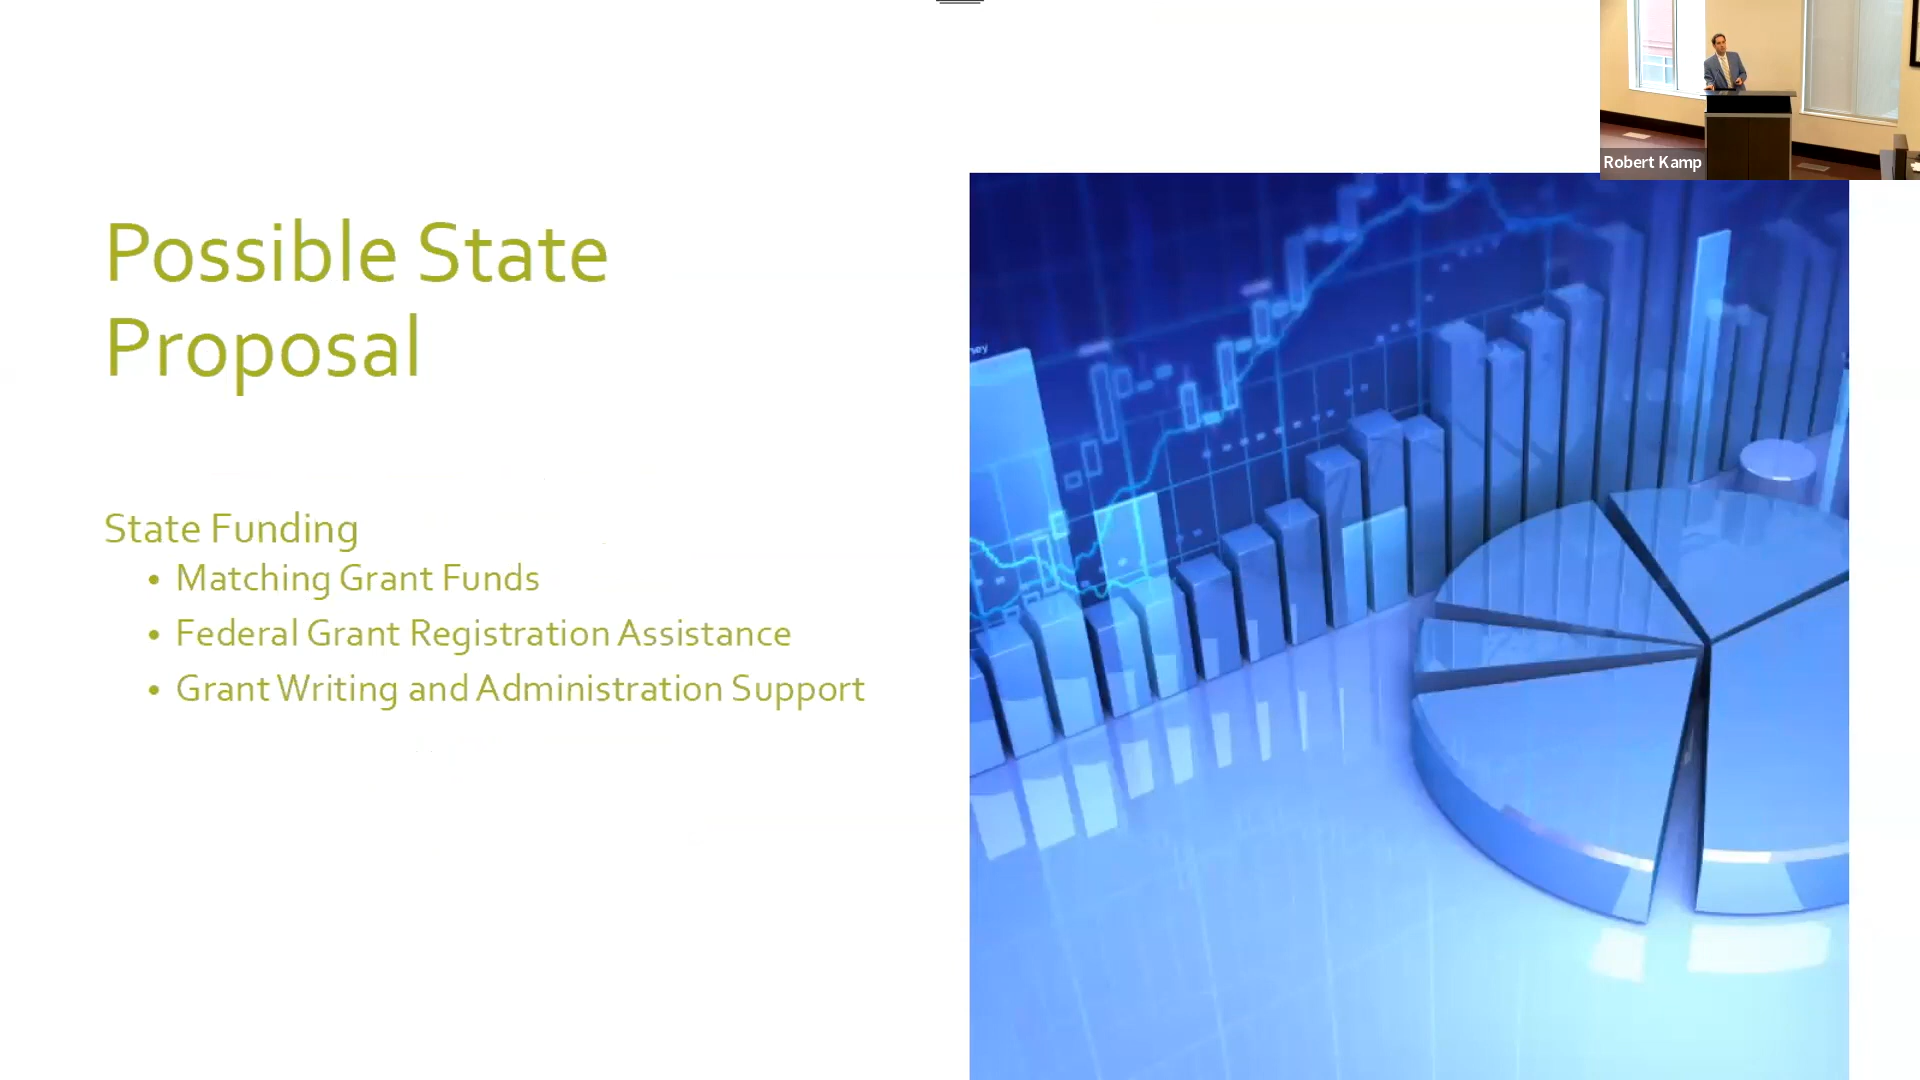 Robert Kamp
Possible State
Proposal
State Funding
• Matching Grant Funds
• Federal Grant Registration Assistance
• Grant Writing and Administration Support